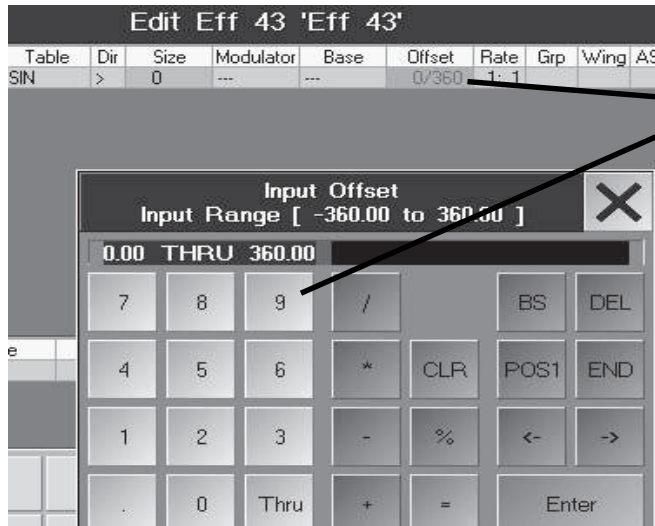 Edit Eff 43 'Eff 43'
Table Dir Size Modulator Base Offset Rate Grp Wing AS
SIN > 0 --- --- 0/360 1: 1
Input Offset
Input Range [ -360.00 to 360.00 ]
0.00 THRU 360.00
7 8 9 / BS DEL
e
4 5 6 * CLR POS1 END
1 2 3 - % <- ->
. 0 Thru + = Enter